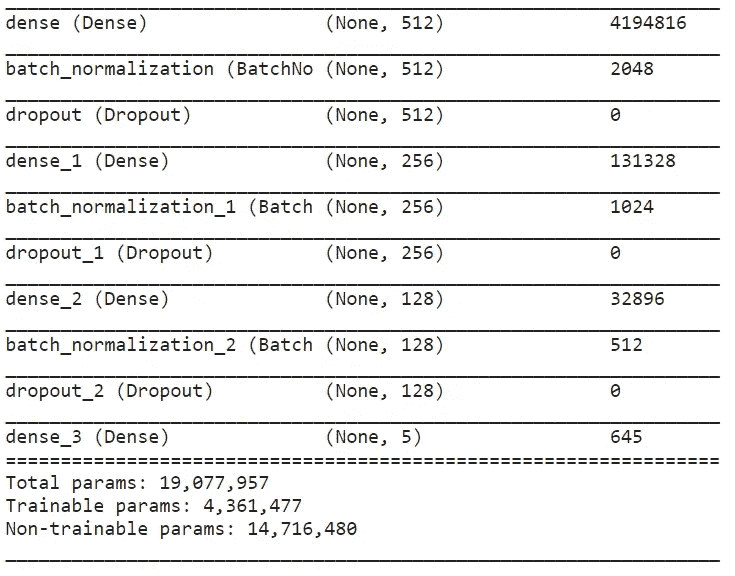 dense (Dense) (None, 512) 4194816
batch_normalization (BatchNo (None, 512) 2048
dropout (Dropout) (None, 512) 0
dense_1 (Dense) (None, 256) 131328
batch_normalization_1 (Batch (None, 256) 1024
dropout_1 (Dropout) (None, 256) 0
dense_2 (Dense) (None, 128) 32896
batch_normalization_2 (Batch (None, 128) 512
dropout_2 (Dropout) (None, 128) 0
dense_3 (Dense) (None, 5) 645
Total params: 19,077,957
Trainable params: 4,361,477
Non-trainable params: 14,716,480